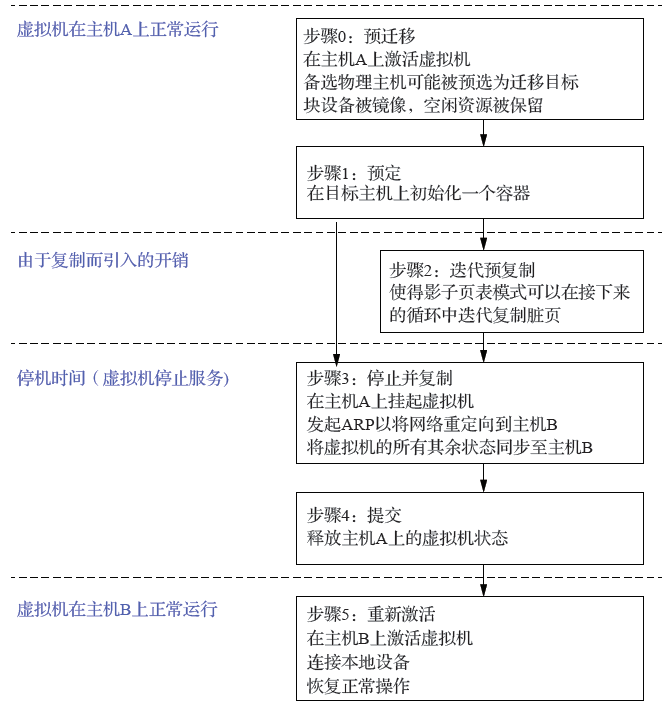 虚拟机在主机A上正常运行
步骤0：预迁移
在主机A上激活虚拟机
备选物理主机可能被预选为迁移目标
块设备被镜像，空闲资源被保留
步骤1：预定
在目标主机上初始化一个容器
由于复制而引入的开销
步骤2：迭代预复制
使得影子页表模式可以在接下来
的循环中迭代复制脏页
停机时间（虚拟机停止服务)
步骤3：停止并复制
在主机A上挂起虚拟机
发起ARP以将网络重定向到主机B
将虚拟机的所有其余状态同步至主机B
步骤4：提交
释放主机A上的虚拟机状态
虚拟机在主机B上正常运行
步骤5：重新激活
在主机B上激活虚拟机
连接本地设备
恢复正常操作